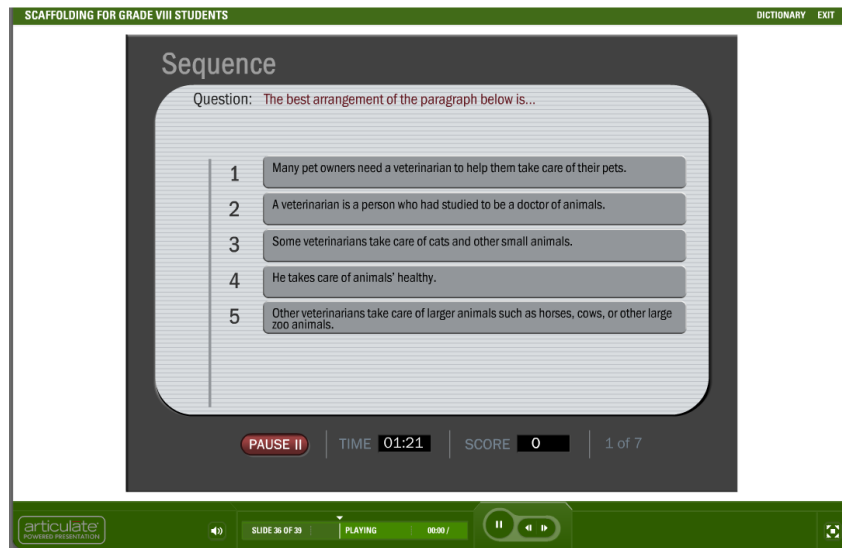 SCAFFOLDING FOR GRADE VIII STUDENTS DICTIONARY EXIT
Sequence
Question: The best arrangement of the paragraph below is...
1 Many pet owners need a veterinarian to help them take care of their pets.
2 A veterinarian is a person who had studied to be a doctor of animals.
3 Some veterinarians take care of cats and other small animals.
4 He takes care of animals' healthy.
5 Other veterinarians take care of larger animals such as horses, cows, or other large
zoo animals.
PAUSE II TIME 01:21 SCORE 0 1 of 7
articulate
POWERED PRESENTATION
SLIDE 36 OF 39 PLAYING 00:00 /